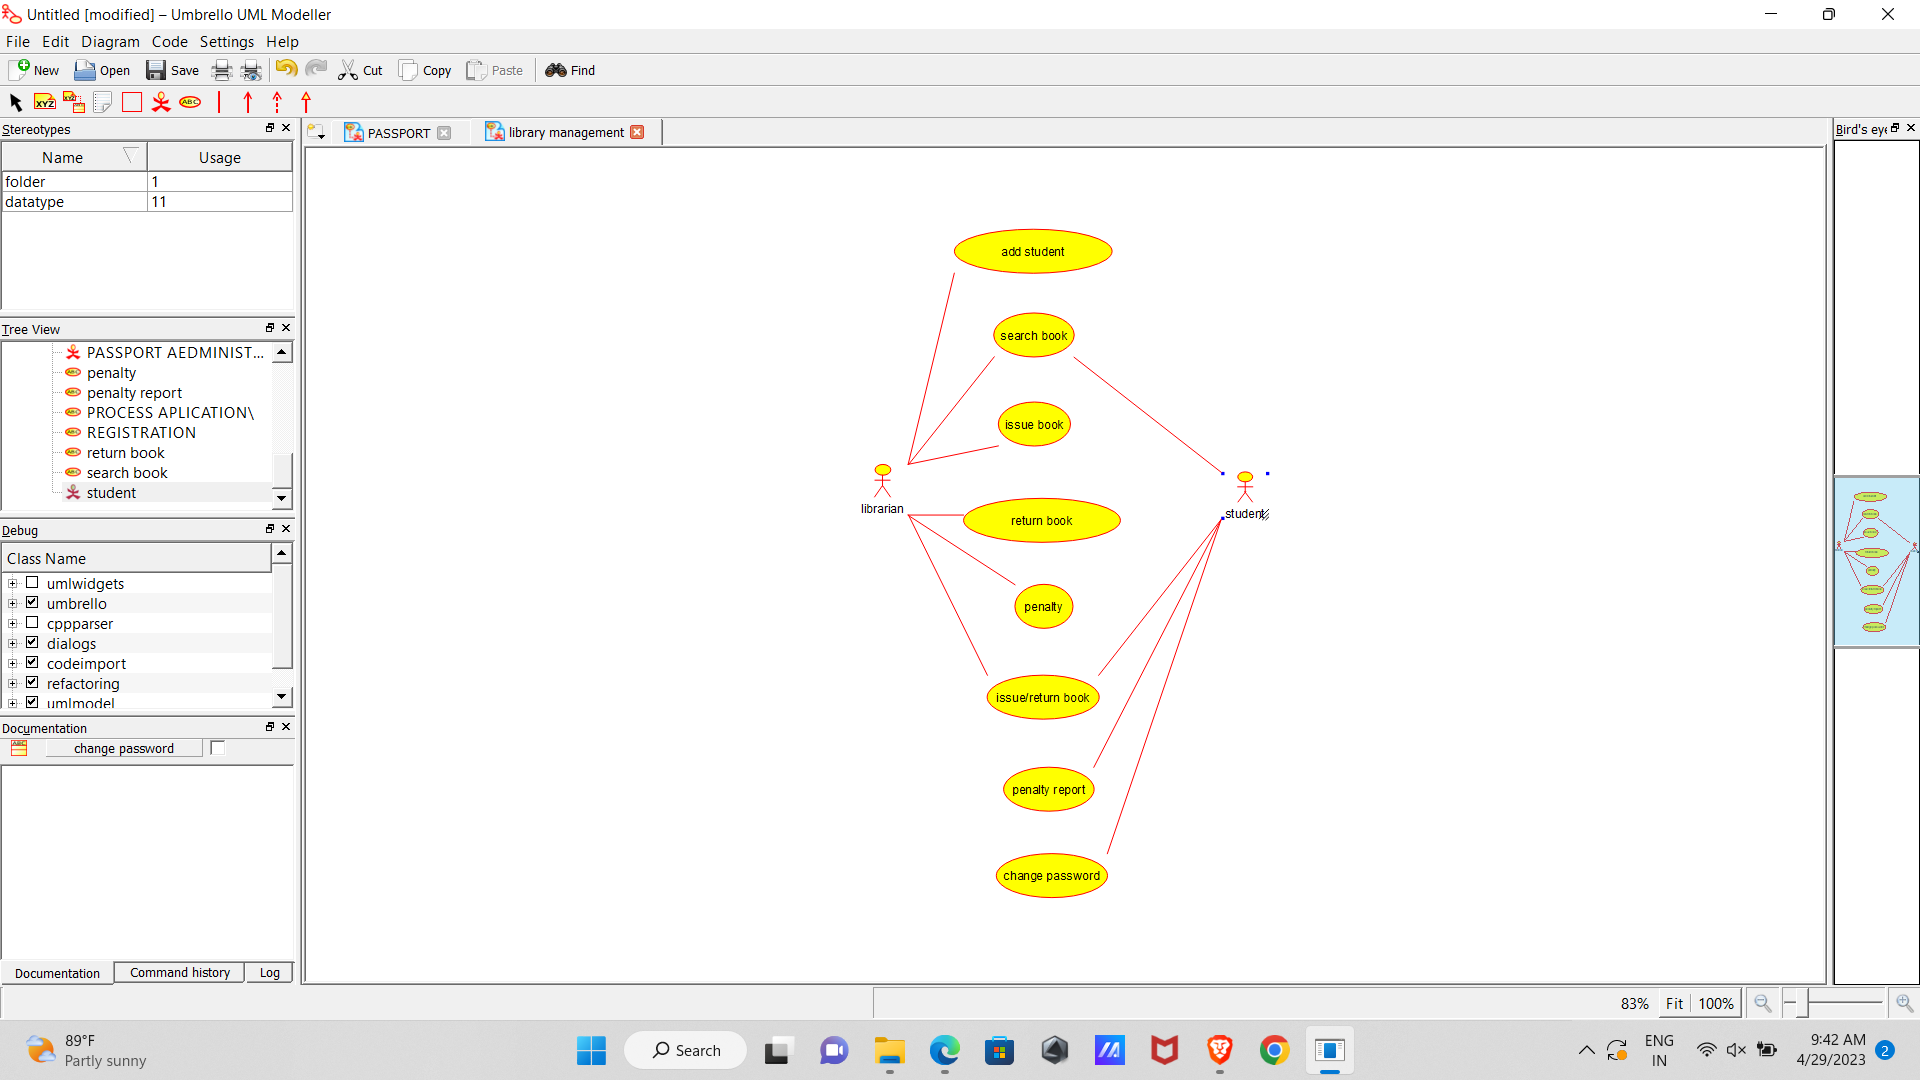 Untitled [modified] – Umbrello UML Modeller
File Edit Diagram Code Settings Help
New Open Save Cut Copy Paste Find
XYZ ABC
Stereotypes
Name Usage
folder 1
datatype 11
Tree View
PASSPORT AEDMINIST...
penalty
penalty report
PROCESS APLICATION\
REGISTRATION
return book
search book
student
Debug
Class Name
umlwidgets
umbrello
cppparser
dialogs
codeimport
refactoring
umlmodel
Documentation
change password
Documentation Command history Log
PASSPORT library management
add student
search book
issue book
librarian
student
return book
penalty
issue/return book
penalty report
change password
Bird's eye
83% Fit 100%
89°F
Partly sunny
Search
ENG
IN
9:42 AM
4/29/2023
2